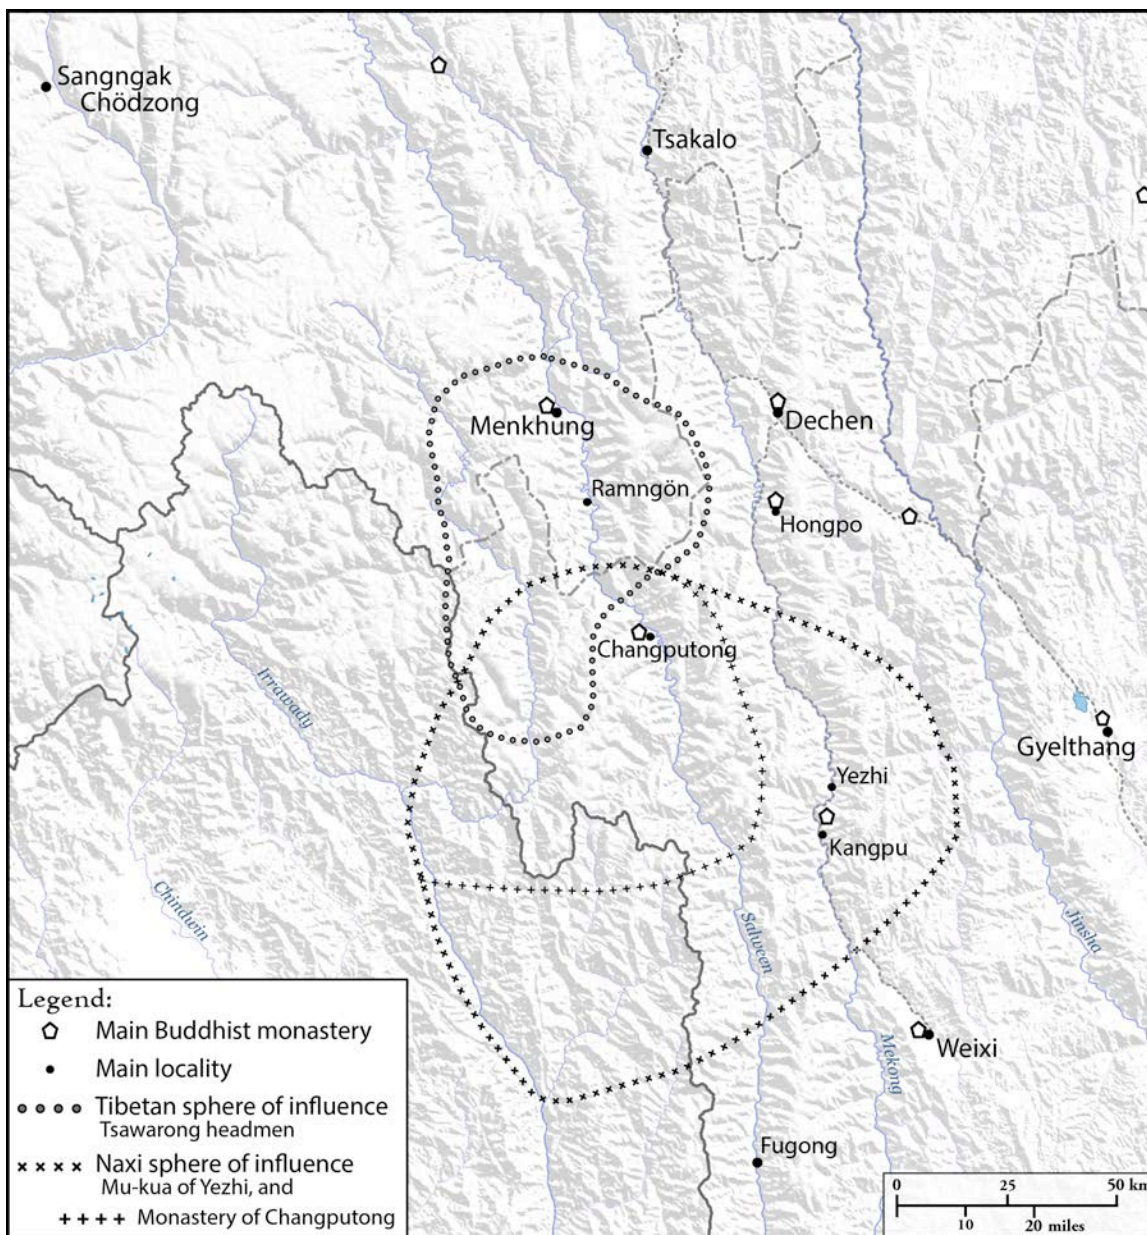 Sangngak
Chödzong
Tsakalo
Menkhung
Dechen
Ramngön
Hongpo
Changputong
Irrawady
Gyelthang
Yezhi
Kangpu
Chindwin
Salween
Jinsha
Weixi
Mekong
Fugong
Legend:
Main Buddhist monastery
Main locality
Tibetan sphere of influence
Tsawarong headmen
Naxi sphere of influence
Mu-kua of Yezhi, and
Monastery of Changputong
0 25 50 km
10 20 miles